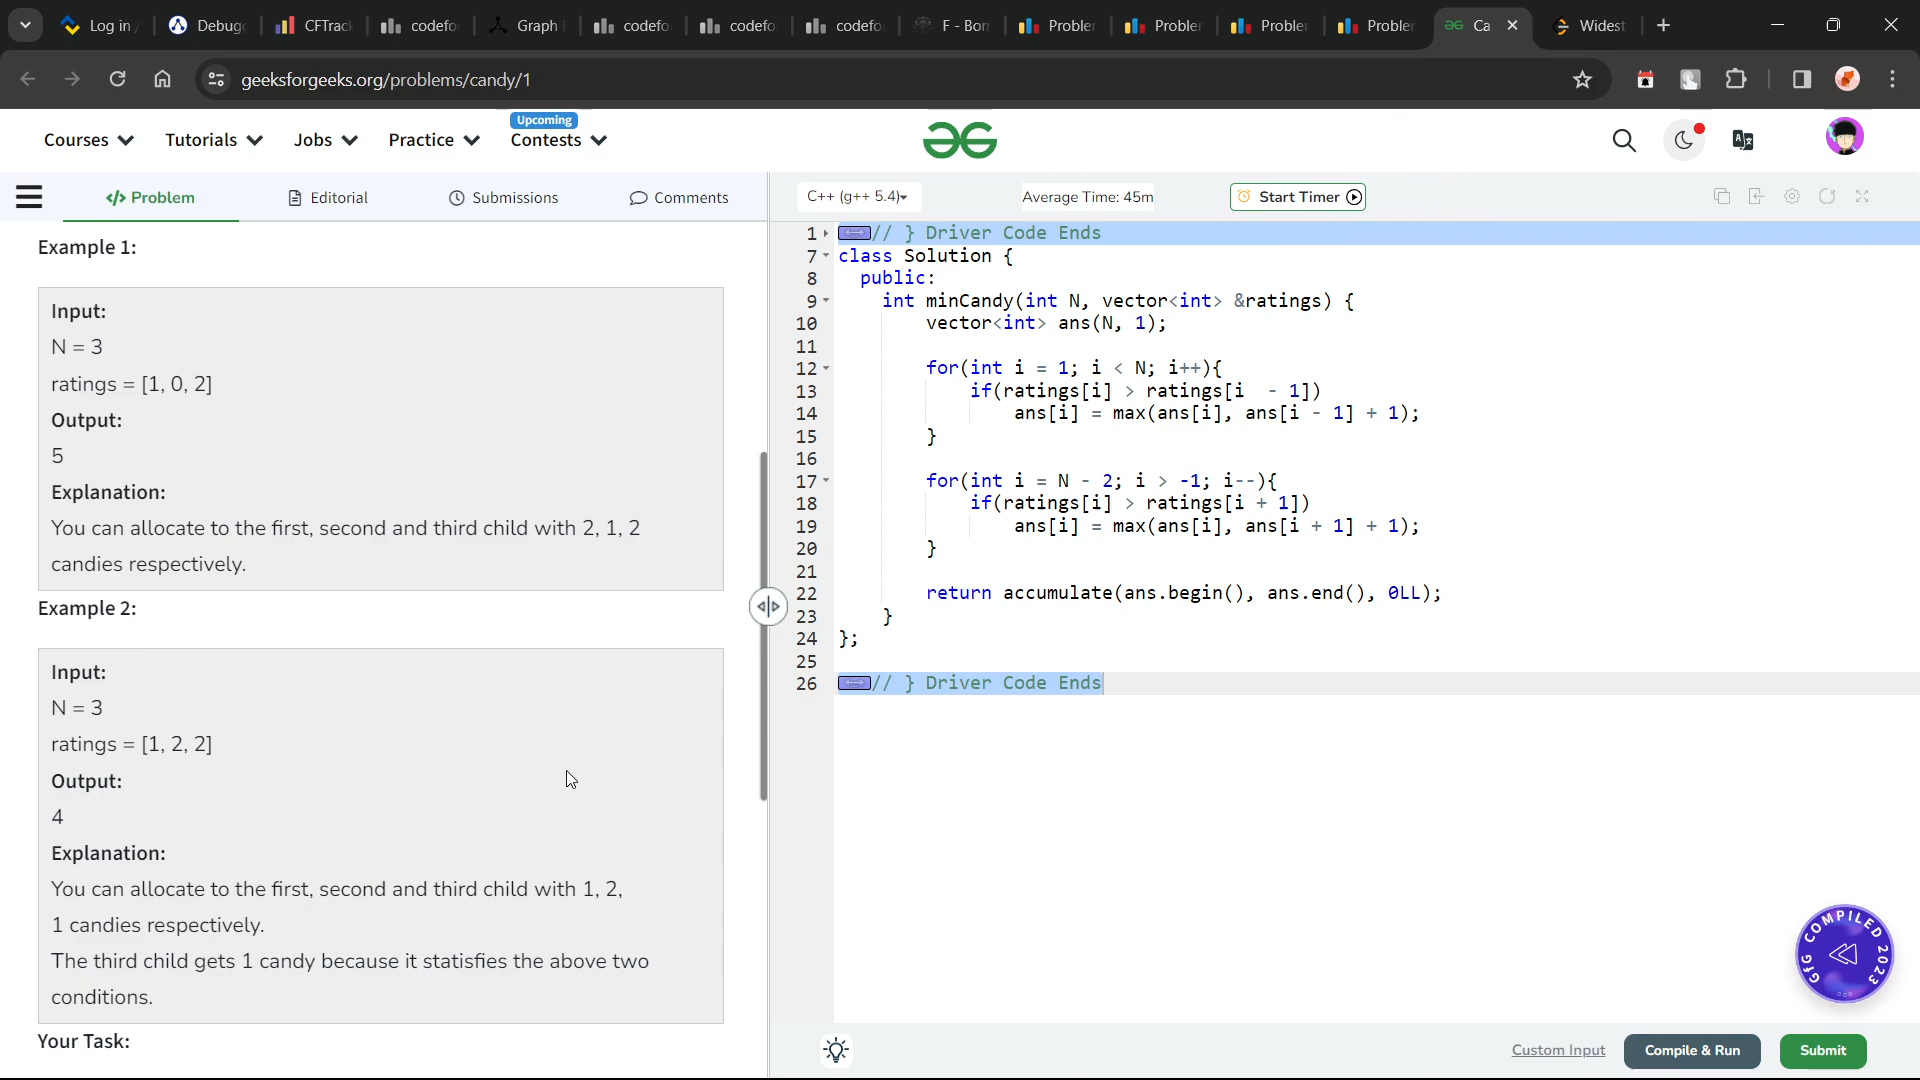 Log in
Debug
CFTrack
codefo
Graph
codefo
codefo
codefo
F - Bon
Probler
Probler
Probler
Probler
Ca
Widest
geeksforgeeks.org/problems/candy/1
Courses
Tutorials
Jobs
Practice
Upcoming
Contests
</> Problem
Editorial
Submissions
Comments
C++ (g++ 5.4)
Average Time: 45m
Start Timer
Example 1:
Input:
N = 3
ratings = [1, 0, 2]
Output:
5
Explanation:
You can allocate to the first, second and third child with 2, 1, 2
candies respectively.
Example 2:
Input:
N = 3
ratings = [1, 2, 2]
Output:
4
Explanation:
You can allocate to the first, second and third child with 1, 2,
1 candies respectively.
The third child gets 1 candy because it statisfies the above two
conditions.
Your Task:
1 // } Driver Code Ends
7 class Solution {
8 public:
9 int minCandy(int N, vector<int> &ratings) {
10 vector<int> ans(N, 1);
11
12 for(int i = 1; i < N; i++){
13 if(ratings[i] > ratings[i  - 1])
14 ans[i] = max(ans[i], ans[i - 1] + 1);
15 }
16
17 for(int i = N - 2; i > -1; i--){
18 if(ratings[i] > ratings[i + 1])
19 ans[i] = max(ans[i], ans[i + 1] + 1);
20 }
21
22 return accumulate(ans.begin(), ans.end(), 0LL);
23 }
24 };
25
26 // } Driver Code Ends
GfG COMPILED 2023
Custom Input
Compile & Run
Submit